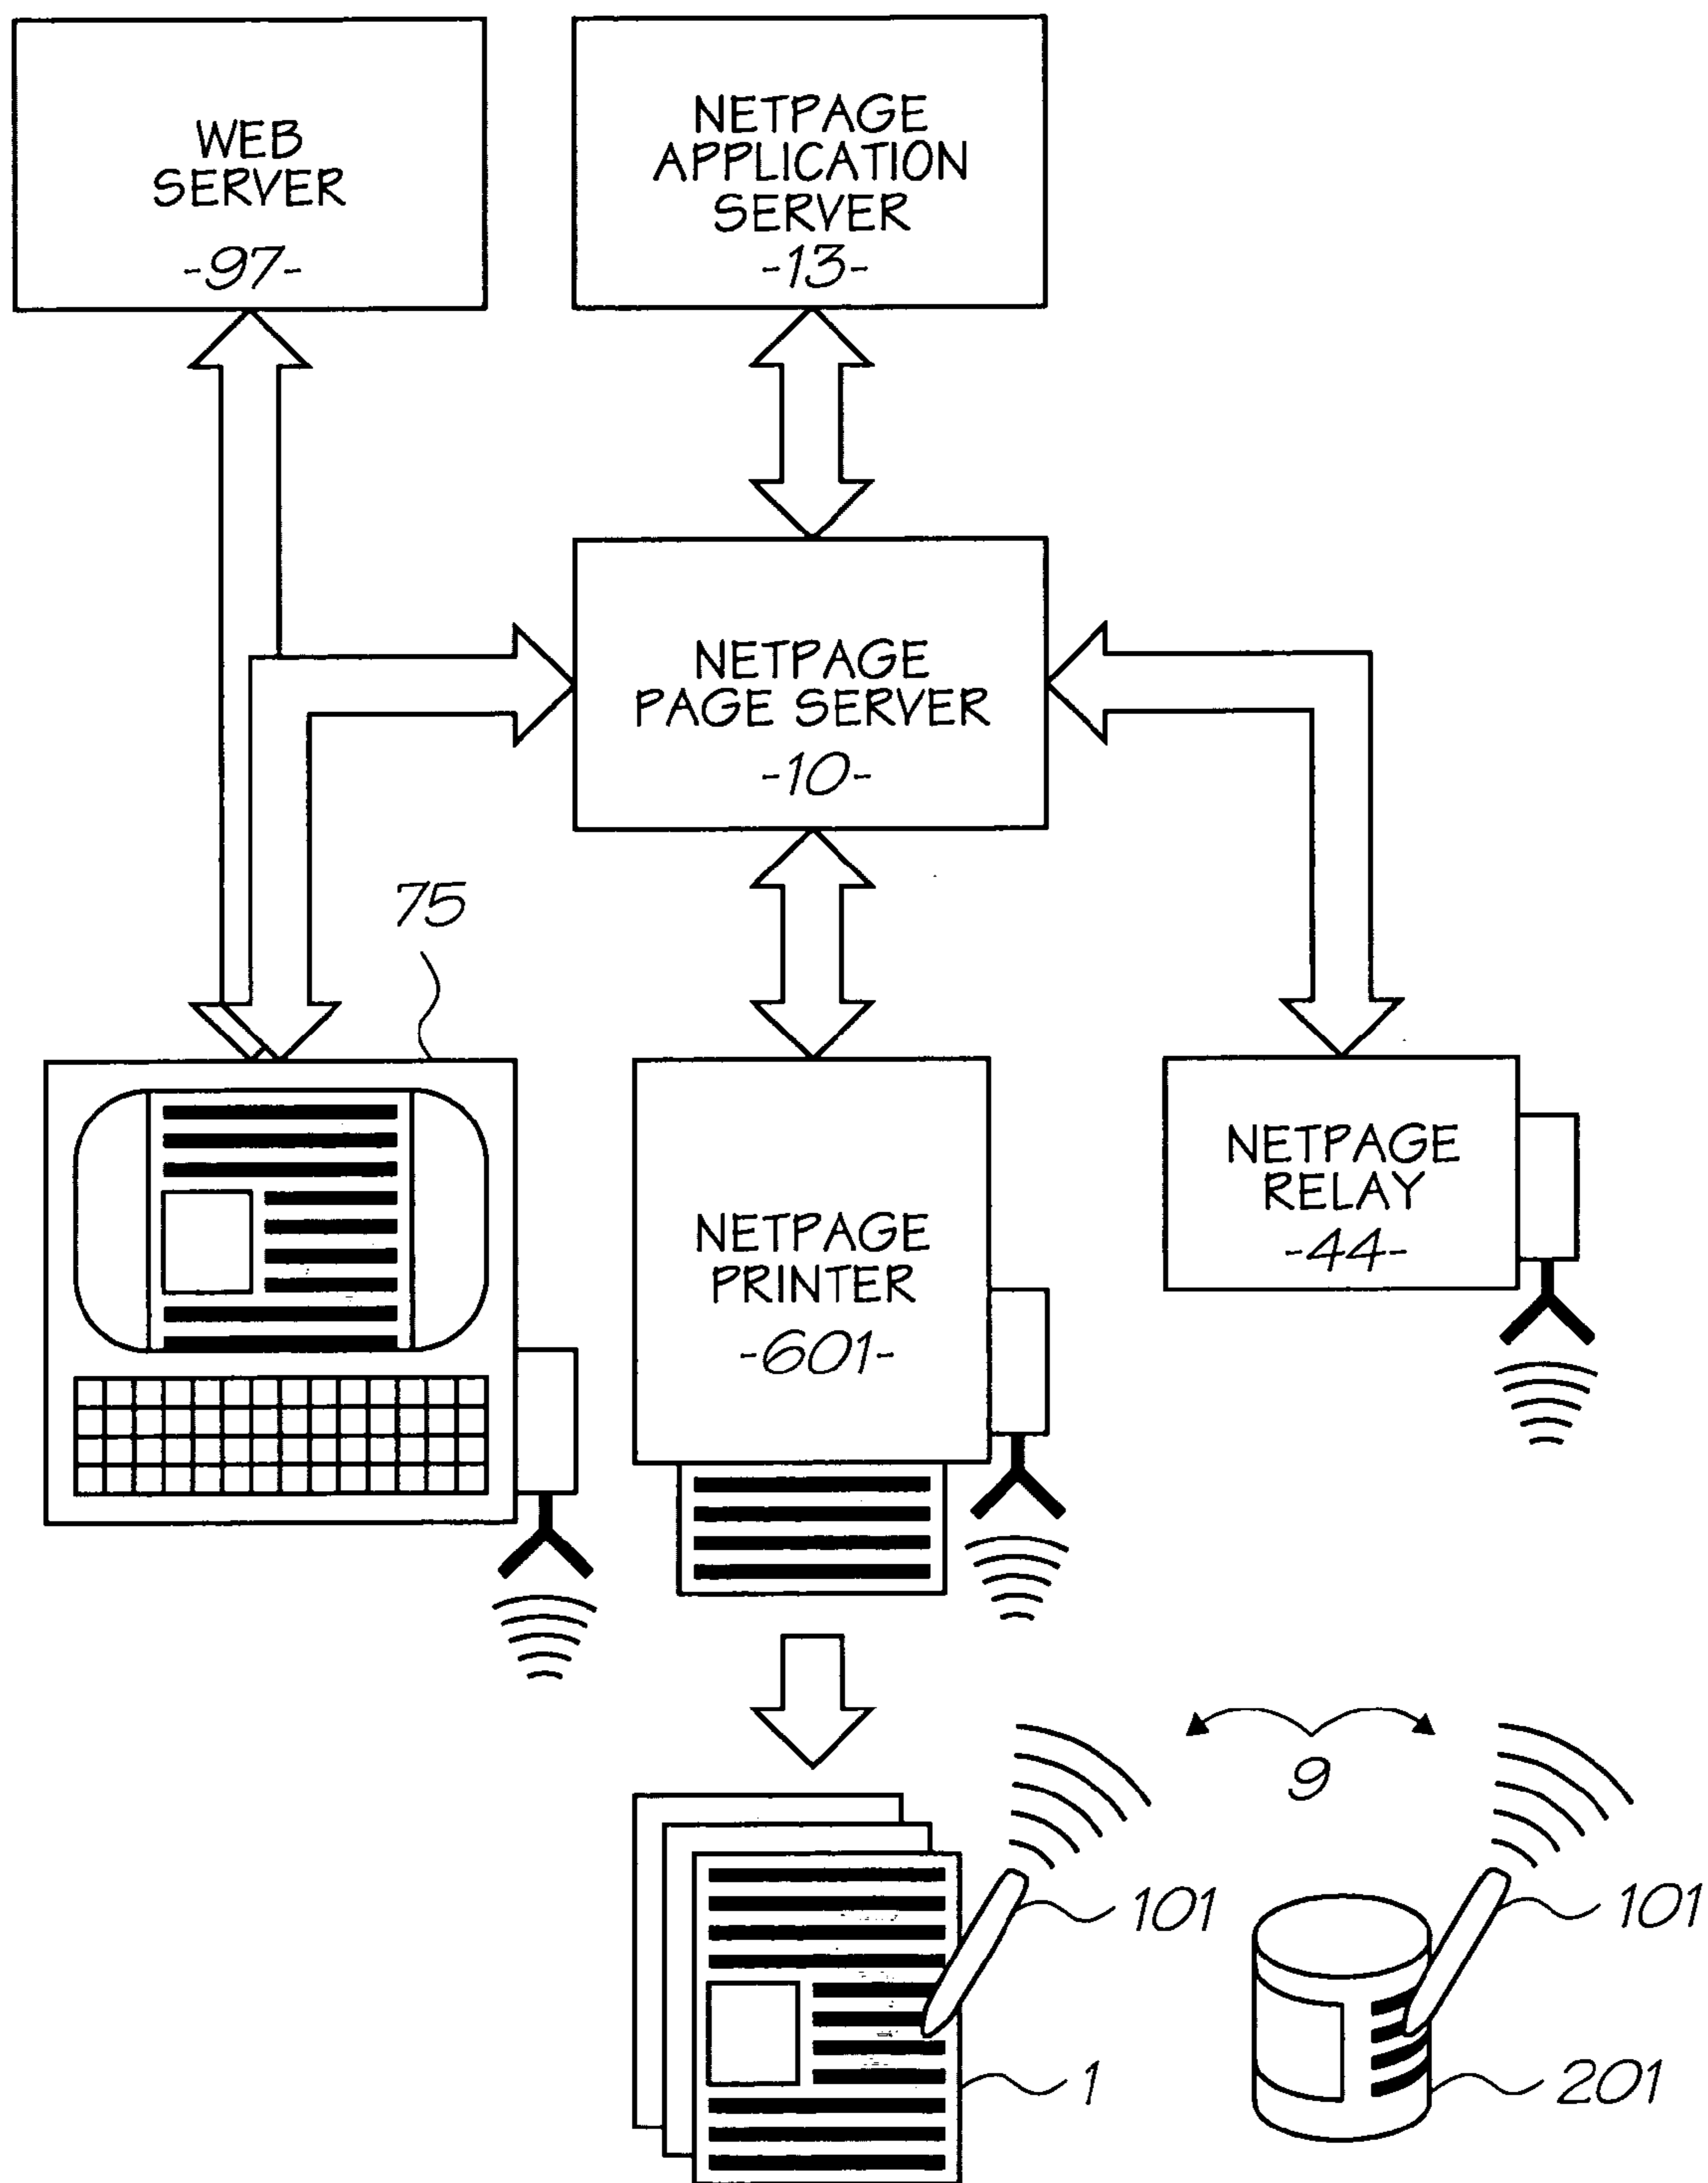 WEB
SERVER
-97-
NETPAGE
APPLICATION
SERVER
-13-
NETPAGE
PAGE SERVER
-10-
75
NETPAGE
RELAY
-44-
NETPAGE
PRINTER
-601-
9
101
101
1
201